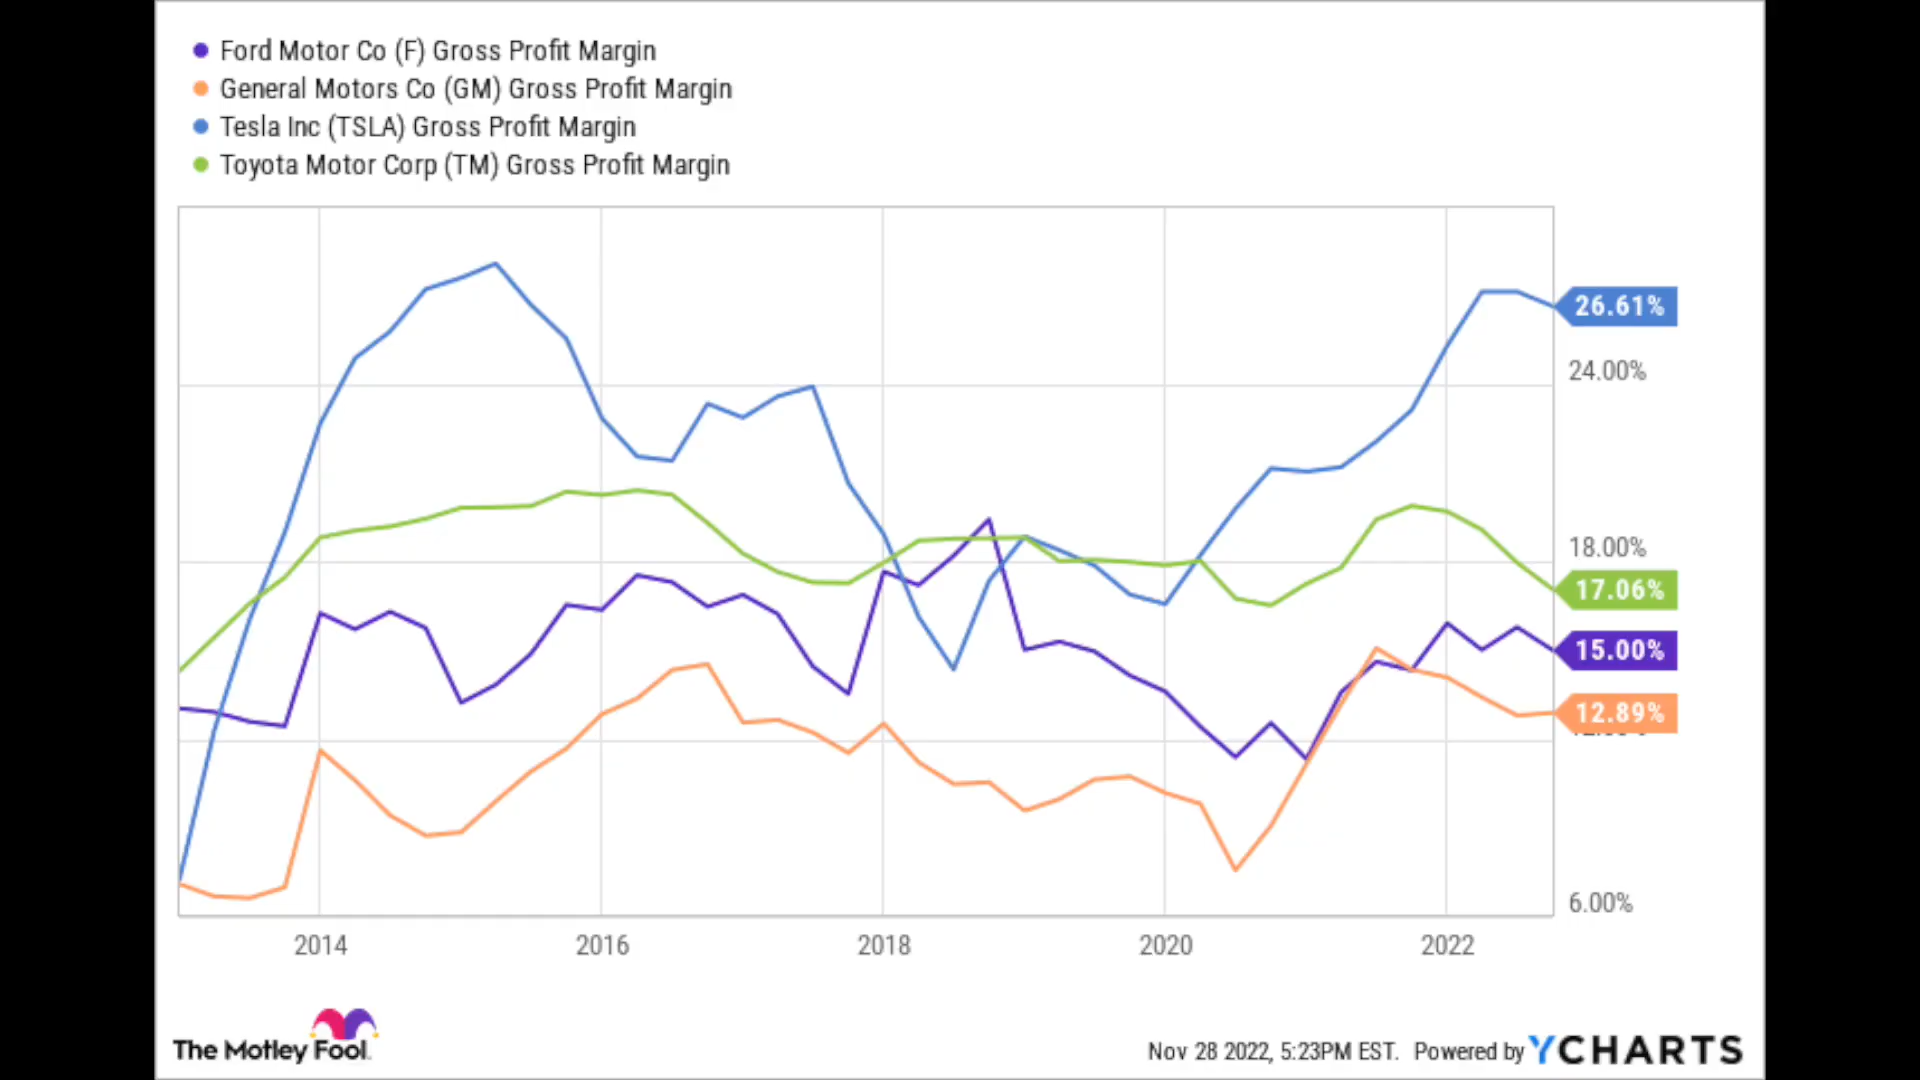 Ford Motor Co (F) Gross Profit Margin
General Motors Co (GM) Gross Profit Margin
Tesla Inc (TSLA) Gross Profit Margin
Toyota Motor Corp (TM) Gross Profit Margin
26.61%
24.00%
18.00%
17.06%
15.00%
12.89%
6.00%
2014 2016 2018 2020 2022
The Motley Fool.
Nov 28 2022, 5:23PM EST. Powered by YCHARTS